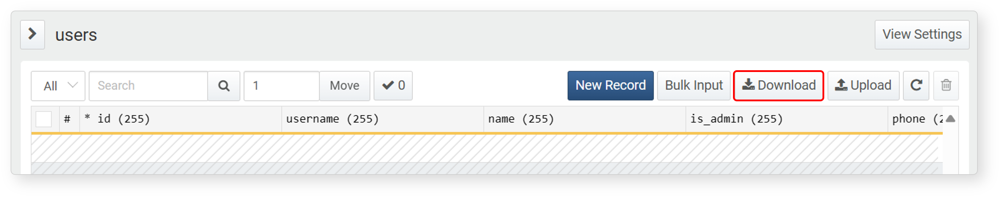 users
View Settings
All Search 1 Move 0 New Record Bulk Input Download Upload
# * id (255) username (255) name (255) is_admin (255) phone (2